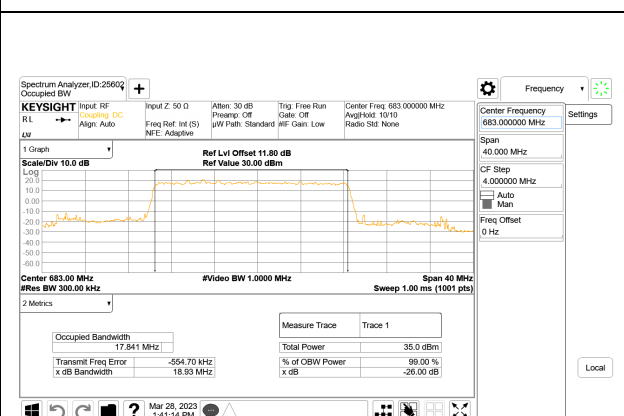 Spectrum Analyzer,ID:25602
Occupied BW
+
Frequency
KEYSIGHT
RL
Input: RF
Coupling: DC
Align: Auto
Input Z: 50 Ω
Freq Ref: Int (S)
NFE: Adaptive
Atten: 30 dB
Preamp: Off
µW Path: Standard
Trig: Free Run
Gate: Off
#IF Gain: Low
Center Freq: 683.000000 MHz
Avg|Hold: 10/10
Radio Std: None
Center Frequency
683.000000 MHz
Settings
Span
40.000 MHz
CF Step
4.000000 MHz
Auto
Man
Freq Offset
0 Hz
1 Graph
Scale/Div 10.0 dB
Ref Lvl Offset 11.80 dB
Ref Value 30.00 dBm
Log
20.0
10.0
0.00
-10.0
-20.0
-30.0
-40.0
-50.0
-60.0
Center 683.00 MHz
#Video BW 1.0000 MHz
Span 40 MHz
#Res BW 300.00 kHz
Sweep 1.00 ms (1001 pts)
2 Metrics
Measure Trace Trace 1
Occupied Bandwidth
17.841 MHz
Total Power 35.0 dBm
Transmit Freq Error -554.70 kHz
% of OBW Power 99.00 %
x dB Bandwidth 18.93 MHz
x dB -26.00 dB
Local
?
Mar 28, 2023
1:41:14 PM